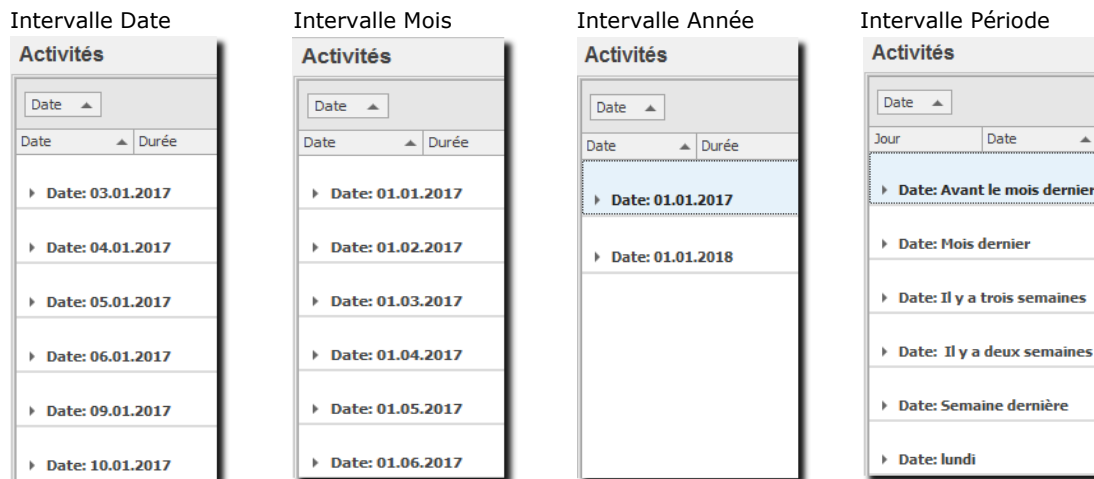 Intervalle Date
Activités
Date
Date Durée
Date: 03.01.2017
Date: 04.01.2017
Date: 05.01.2017
Date: 06.01.2017
Date: 09.01.2017
Date: 10.01.2017
Intervalle Mois
Activités
Date
Date Durée
Date: 01.01.2017
Date: 01.02.2017
Date: 01.03.2017
Date: 01.04.2017
Date: 01.05.2017
Date: 01.06.2017
Intervalle Année
Activités
Date
Date Durée
Date: 01.01.2017
Date: 01.01.2018
Intervalle Période
Activités
Date
Jour Date
Date: Avant le mois dernier
Date: Mois dernier
Date: Il y a trois semaines
Date: Il y a deux semaines
Date: Semaine dernière
Date: lundi